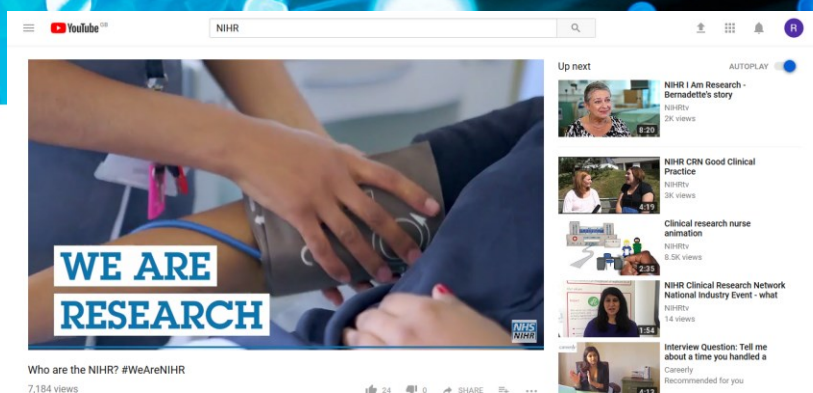 YouTube GB
NIHR
R
WE ARE
RESEARCH
NHS
NIHR
Who are the NIHR? #WeAreNIHR
7,184 views
24
0
SHARE
Up next
AUTOPLAY
8:20
NIHR I Am Research -
Bernadette's story
NIHRtv
2K views
4:19
NIHR CRN Good Clinical
Practice
NIHRtv
3K views
2:35
Clinical research nurse
animation
NIHRtv
8.5K views
1:54
NIHR Clinical Research Network
National Industry Event - what
NIHRtv
14 views
4:13
Interview Question: Tell me
about a time you handled a
Careerly
Recommended for you